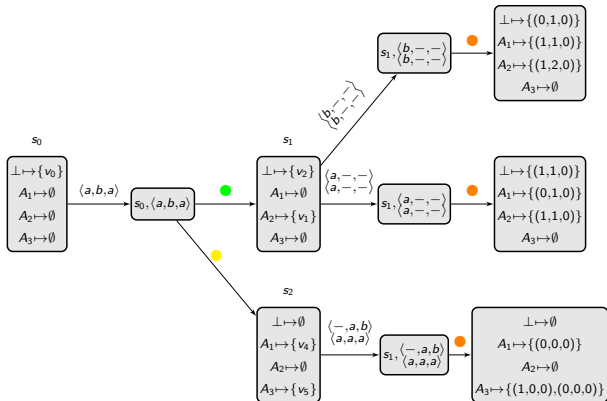 s₀
⊥↦{v₀}
A₁↦∅
A₂↦∅
A₃↦∅
⟨a,b,a⟩
s₀,⟨a,b,a⟩
s₁
⊥↦{v₂}
A₁↦∅
A₂↦{v₁}
A₃↦∅
⟨b,−,−⟩
⟨b,−,−⟩
s₁,⟨b,−,−⟩
⟨b,−,−⟩
⊥↦{(0,1,0)}
A₁↦{(1,1,0)}
A₂↦{(1,2,0)}
A₃↦∅
⟨a,−,−⟩
⟨a,−,−⟩
s₁,⟨a,−,−⟩
⟨a,−,−⟩
⊥↦{(1,1,0)}
A₁↦{(0,1,0)}
A₂↦{(1,1,0)}
A₃↦∅
s₂
⊥↦∅
A₁↦{v₄}
A₂↦∅
A₃↦{v₅}
⟨−,a,b⟩
⟨a,a,a⟩
s₁,⟨−,a,b⟩
⟨a,a,a⟩
⊥↦∅
A₁↦{(0,0,0)}
A₂↦∅
A₃↦{(1,0,0),(0,0,0)}